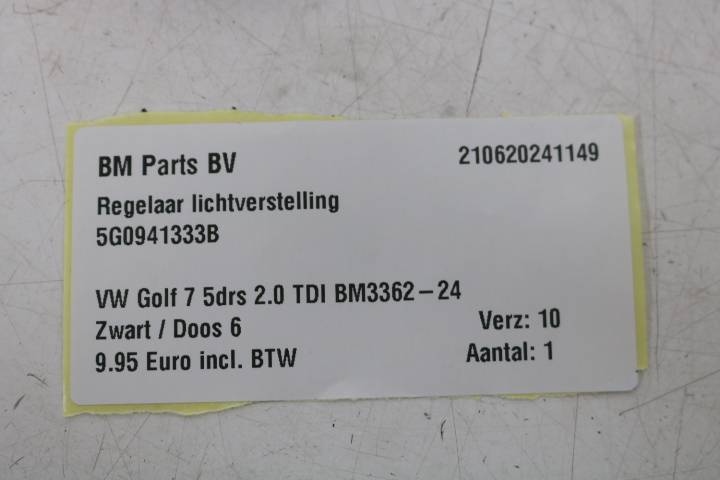 BM Parts BV 210620241149
Regelaar lichtverstelling
5G0941333B
VW Golf 7 5drs 2.0 TDI BM3362-24
Zwart / Doos 6 Verz: 10
9.95 Euro incl. BTW Aantal: 1